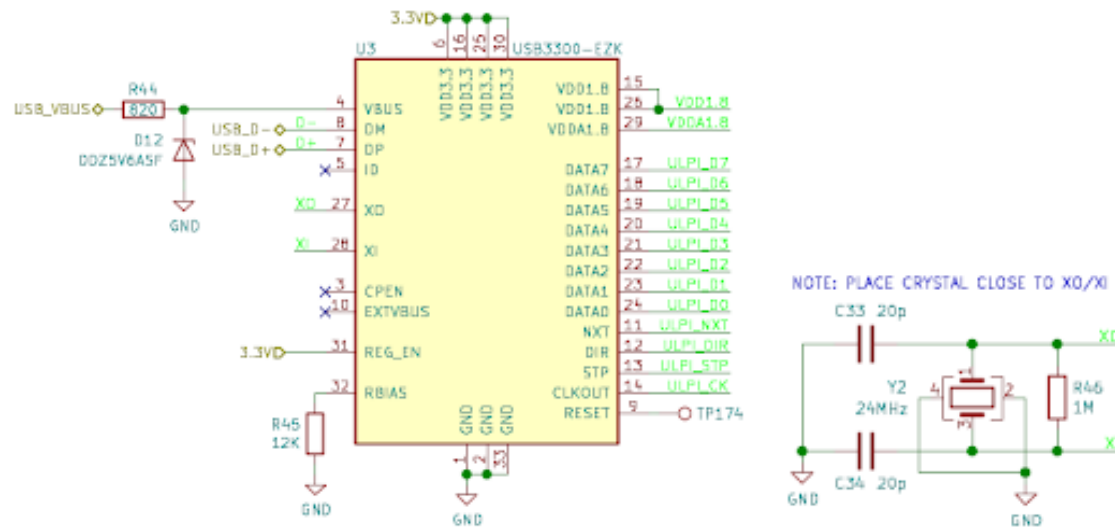 3.3V
6 16 25 30
U3 USB3300-EZK
VDD3.3 VDD3.3 VDD3.3 VDD3.3
R44
820
USB_VBUS
4 VBUS
USB_D- D- 8 DM
USB_D+ D+ 7 DP
5 ID
D12
DDZ5V6ASF
GND
XO 27 XO
XI 28 XI
3 CPEN
10 EXTVBUS
3.3V 31 REG_EN
32 RBIAS
R45
12K
GND
VDD1.8 15
VDD1.8 26 VDD1.8
VDDA1.8 29 VDDA1.8
DATA7 17 ULPI_D7
DATA6 18 ULPI_D6
DATA5 19 ULPI_D5
DATA4 20 ULPI_D4
DATA3 21 ULPI_D3
DATA2 22 ULPI_D2
DATA1 23 ULPI_D1
DATA0 24 ULPI_D0
NXT 11 ULPI_NXT
DIR 12 ULPI_DIR
STP 13 ULPI_STP
CLKOUT 14 ULPI_CK
RESET 9 TP174
GND GND GND
1 2 33
GND
NOTE: PLACE CRYSTAL CLOSE TO XO/XI
C33 20p
XO
1
Y2
24MHz
4 2
3
R46
1M
C34 20p
X
GND
GND